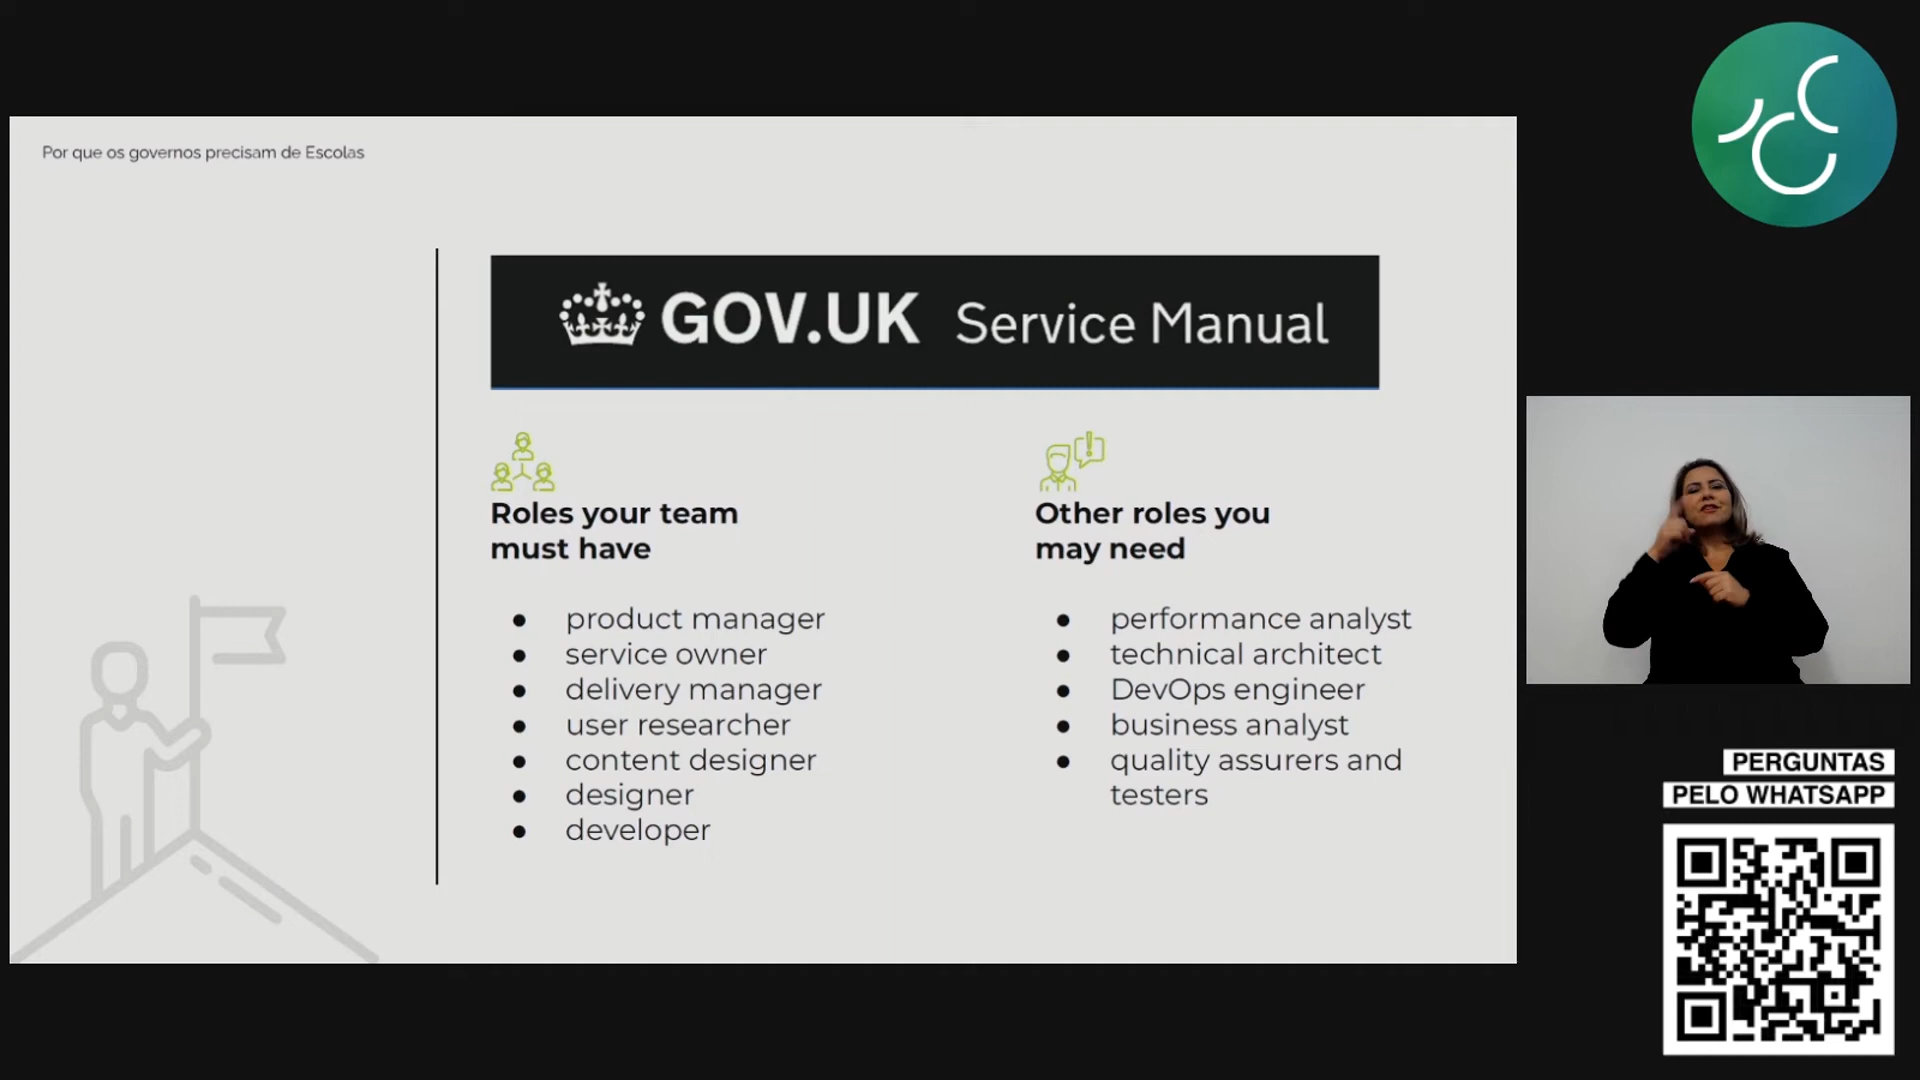 Por que os governos precisam de Escolas
GOV.UK Service Manual
Roles your team
must have
• product manager
• service owner
• delivery manager
• user researcher
• content designer
• designer
• developer
Other roles you
may need
• performance analyst
• technical architect
• DevOps engineer
• business analyst
• quality assurers and
testers
PERGUNTAS
PELO WHATSAPP